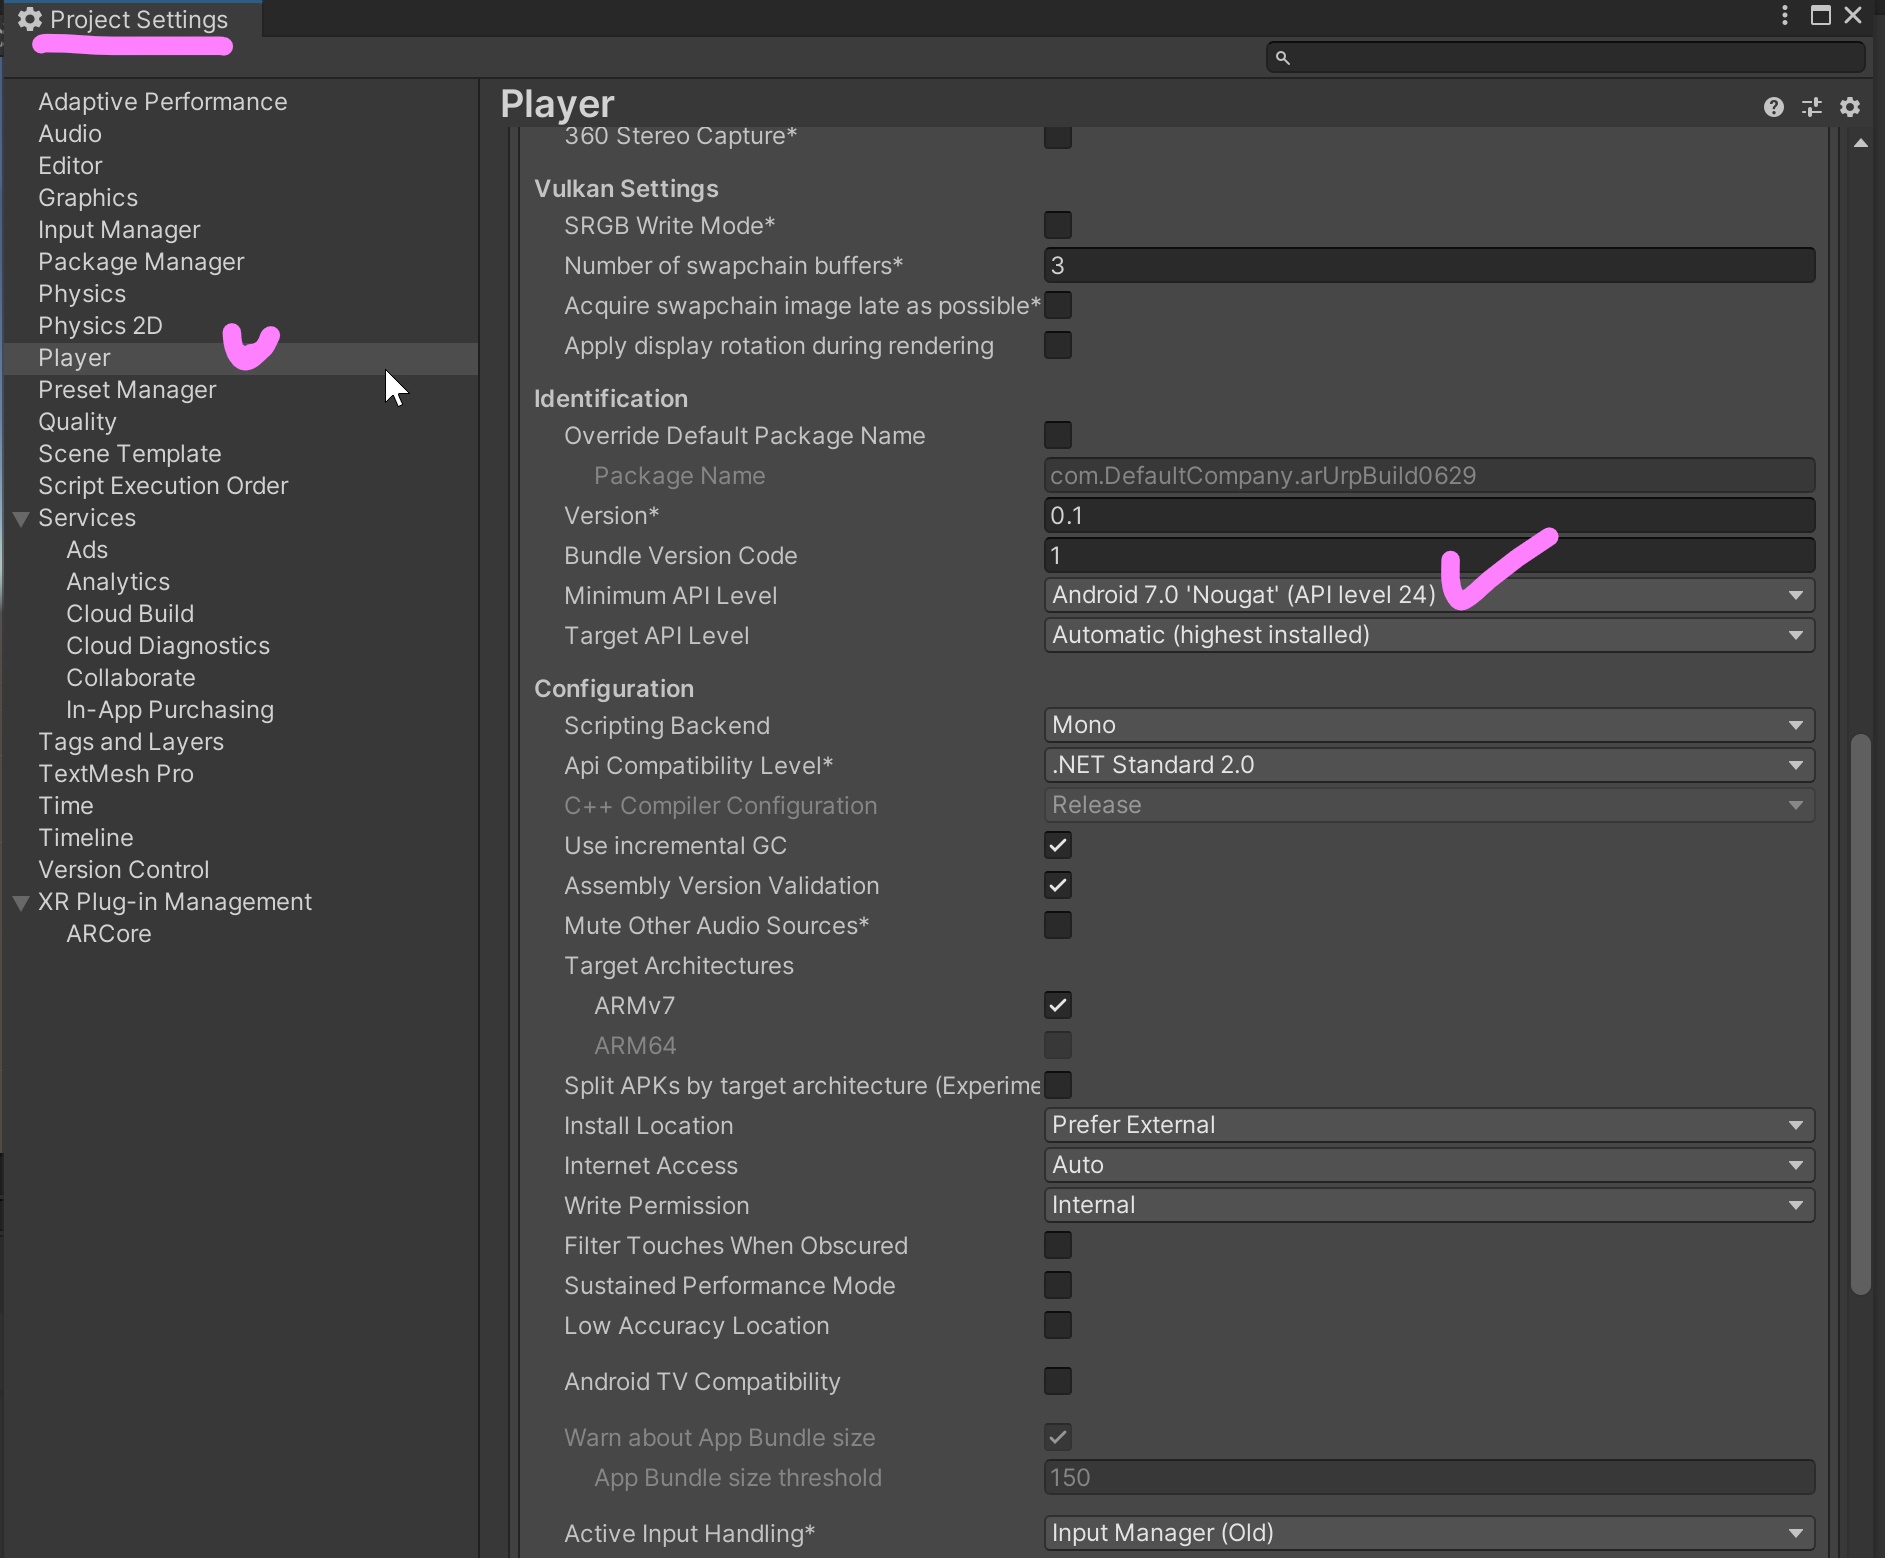 Project Settings
Adaptive Performance
Audio
Editor
Graphics
Input Manager
Package Manager
Physics
Physics 2D
Player
Preset Manager
Quality
Scene Template
Script Execution Order
Services
Ads
Analytics
Cloud Build
Cloud Diagnostics
Collaborate
In-App Purchasing
Tags and Layers
TextMesh Pro
Time
Timeline
Version Control
XR Plug-in Management
ARCore
Player
360 Stereo Capture*
Vulkan Settings
SRGB Write Mode*
Number of swapchain buffers* 3
Acquire swapchain image late as possible*
Apply display rotation during rendering
Identification
Override Default Package Name
Package Name com.DefaultCompany.arUrpBuild0629
Version* 0.1
Bundle Version Code 1
Minimum API Level Android 7.0 'Nougat' (API level 24)
Target API Level Automatic (highest installed)
Configuration
Scripting Backend Mono
Api Compatibility Level* .NET Standard 2.0
C++ Compiler Configuration Release
Use incremental GC
Assembly Version Validation
Mute Other Audio Sources*
Target Architectures
ARMv7
ARM64
Split APKs by target architecture (Experime
Install Location Prefer External
Internet Access Auto
Write Permission Internal
Filter Touches When Obscured
Sustained Performance Mode
Low Accuracy Location
Android TV Compatibility
Warn about App Bundle size
App Bundle size threshold 150
Active Input Handling* Input Manager (Old)